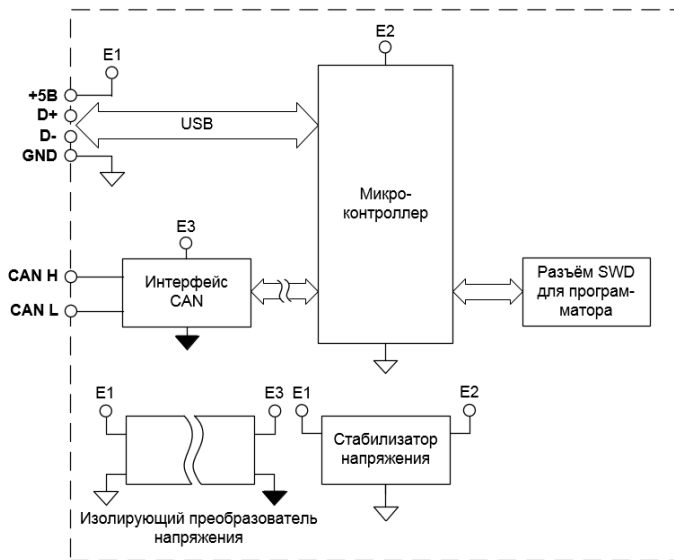 E1
E2
+5В
D+
USB
D-
GND
Микро-
контроллер
E3
CAN H
Интерфейс
CAN
CAN L
Разъём SWD
для програм-
матора
E1
E3
E1
E2
Стабилизатор
напряжения
Изолирующий преобразователь
напряжения